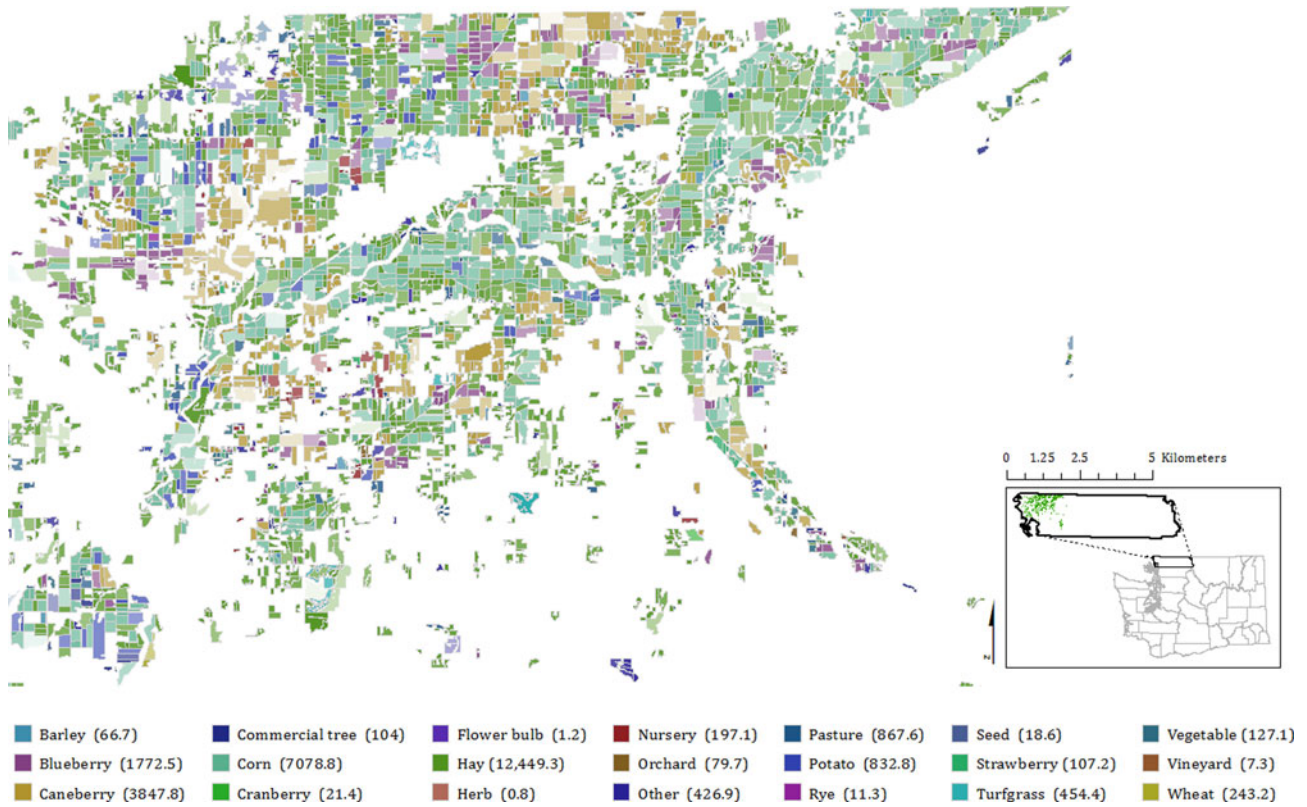 0 1.25 2.5 5 Kilometers
N
Barley (66.7) Commercial tree (104) Flower bulb (1.2) Nursery (197.1) Pasture (867.6) Seed (18.6) Vegetable (127.1)
Blueberry (1772.5) Corn (7078.8) Hay (12,449.3) Orchard (79.7) Potato (832.8) Strawberry (107.2) Vineyard (7.3)
Caneberry (3847.8) Cranberry (21.4) Herb (0.8) Other (426.9) Rye (11.3) Turfgrass (454.4) Wheat (243.2)